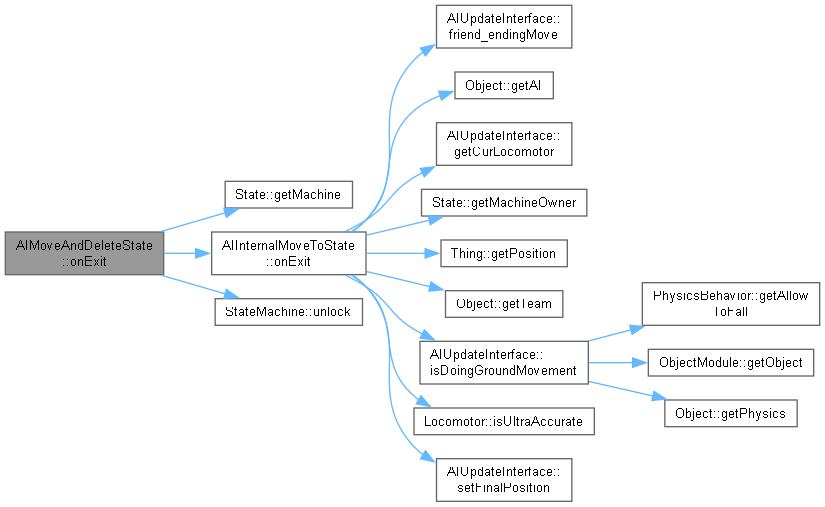 AIMoveAndDeleteState
::onExit
State::getMachine
AIInternalMoveToState
::onExit
StateMachine::unlock
AIUpdateInterface::
friend_endingMove
Object::getAI
AIUpdateInterface::
getCurLocomotor
State::getMachineOwner
Thing::getPosition
Object::getTeam
AIUpdateInterface::
isDoingGroundMovement
Locomotor::isUltraAccurate
AIUpdateInterface::
setFinalPosition
PhysicsBehavior::getAllow
ToFall
ObjectModule::getObject
Object::getPhysics